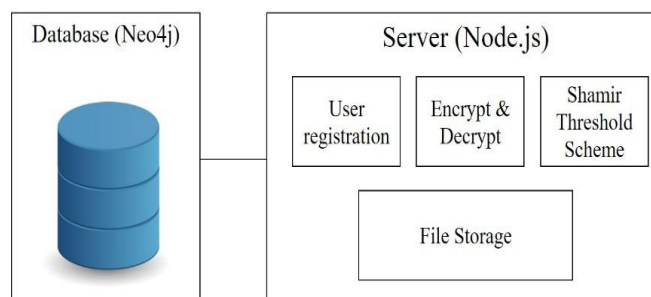 Database (Neo4j)
Server (Node.js)
User
registration
Encrypt &
Decrypt
Shamir
Threshold
Scheme
File Storage